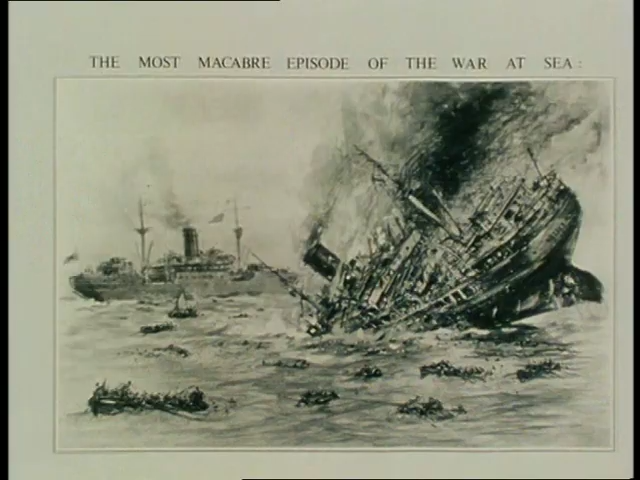 THE MOST MACABRE EPISODE OF THE WAR AT SEA: